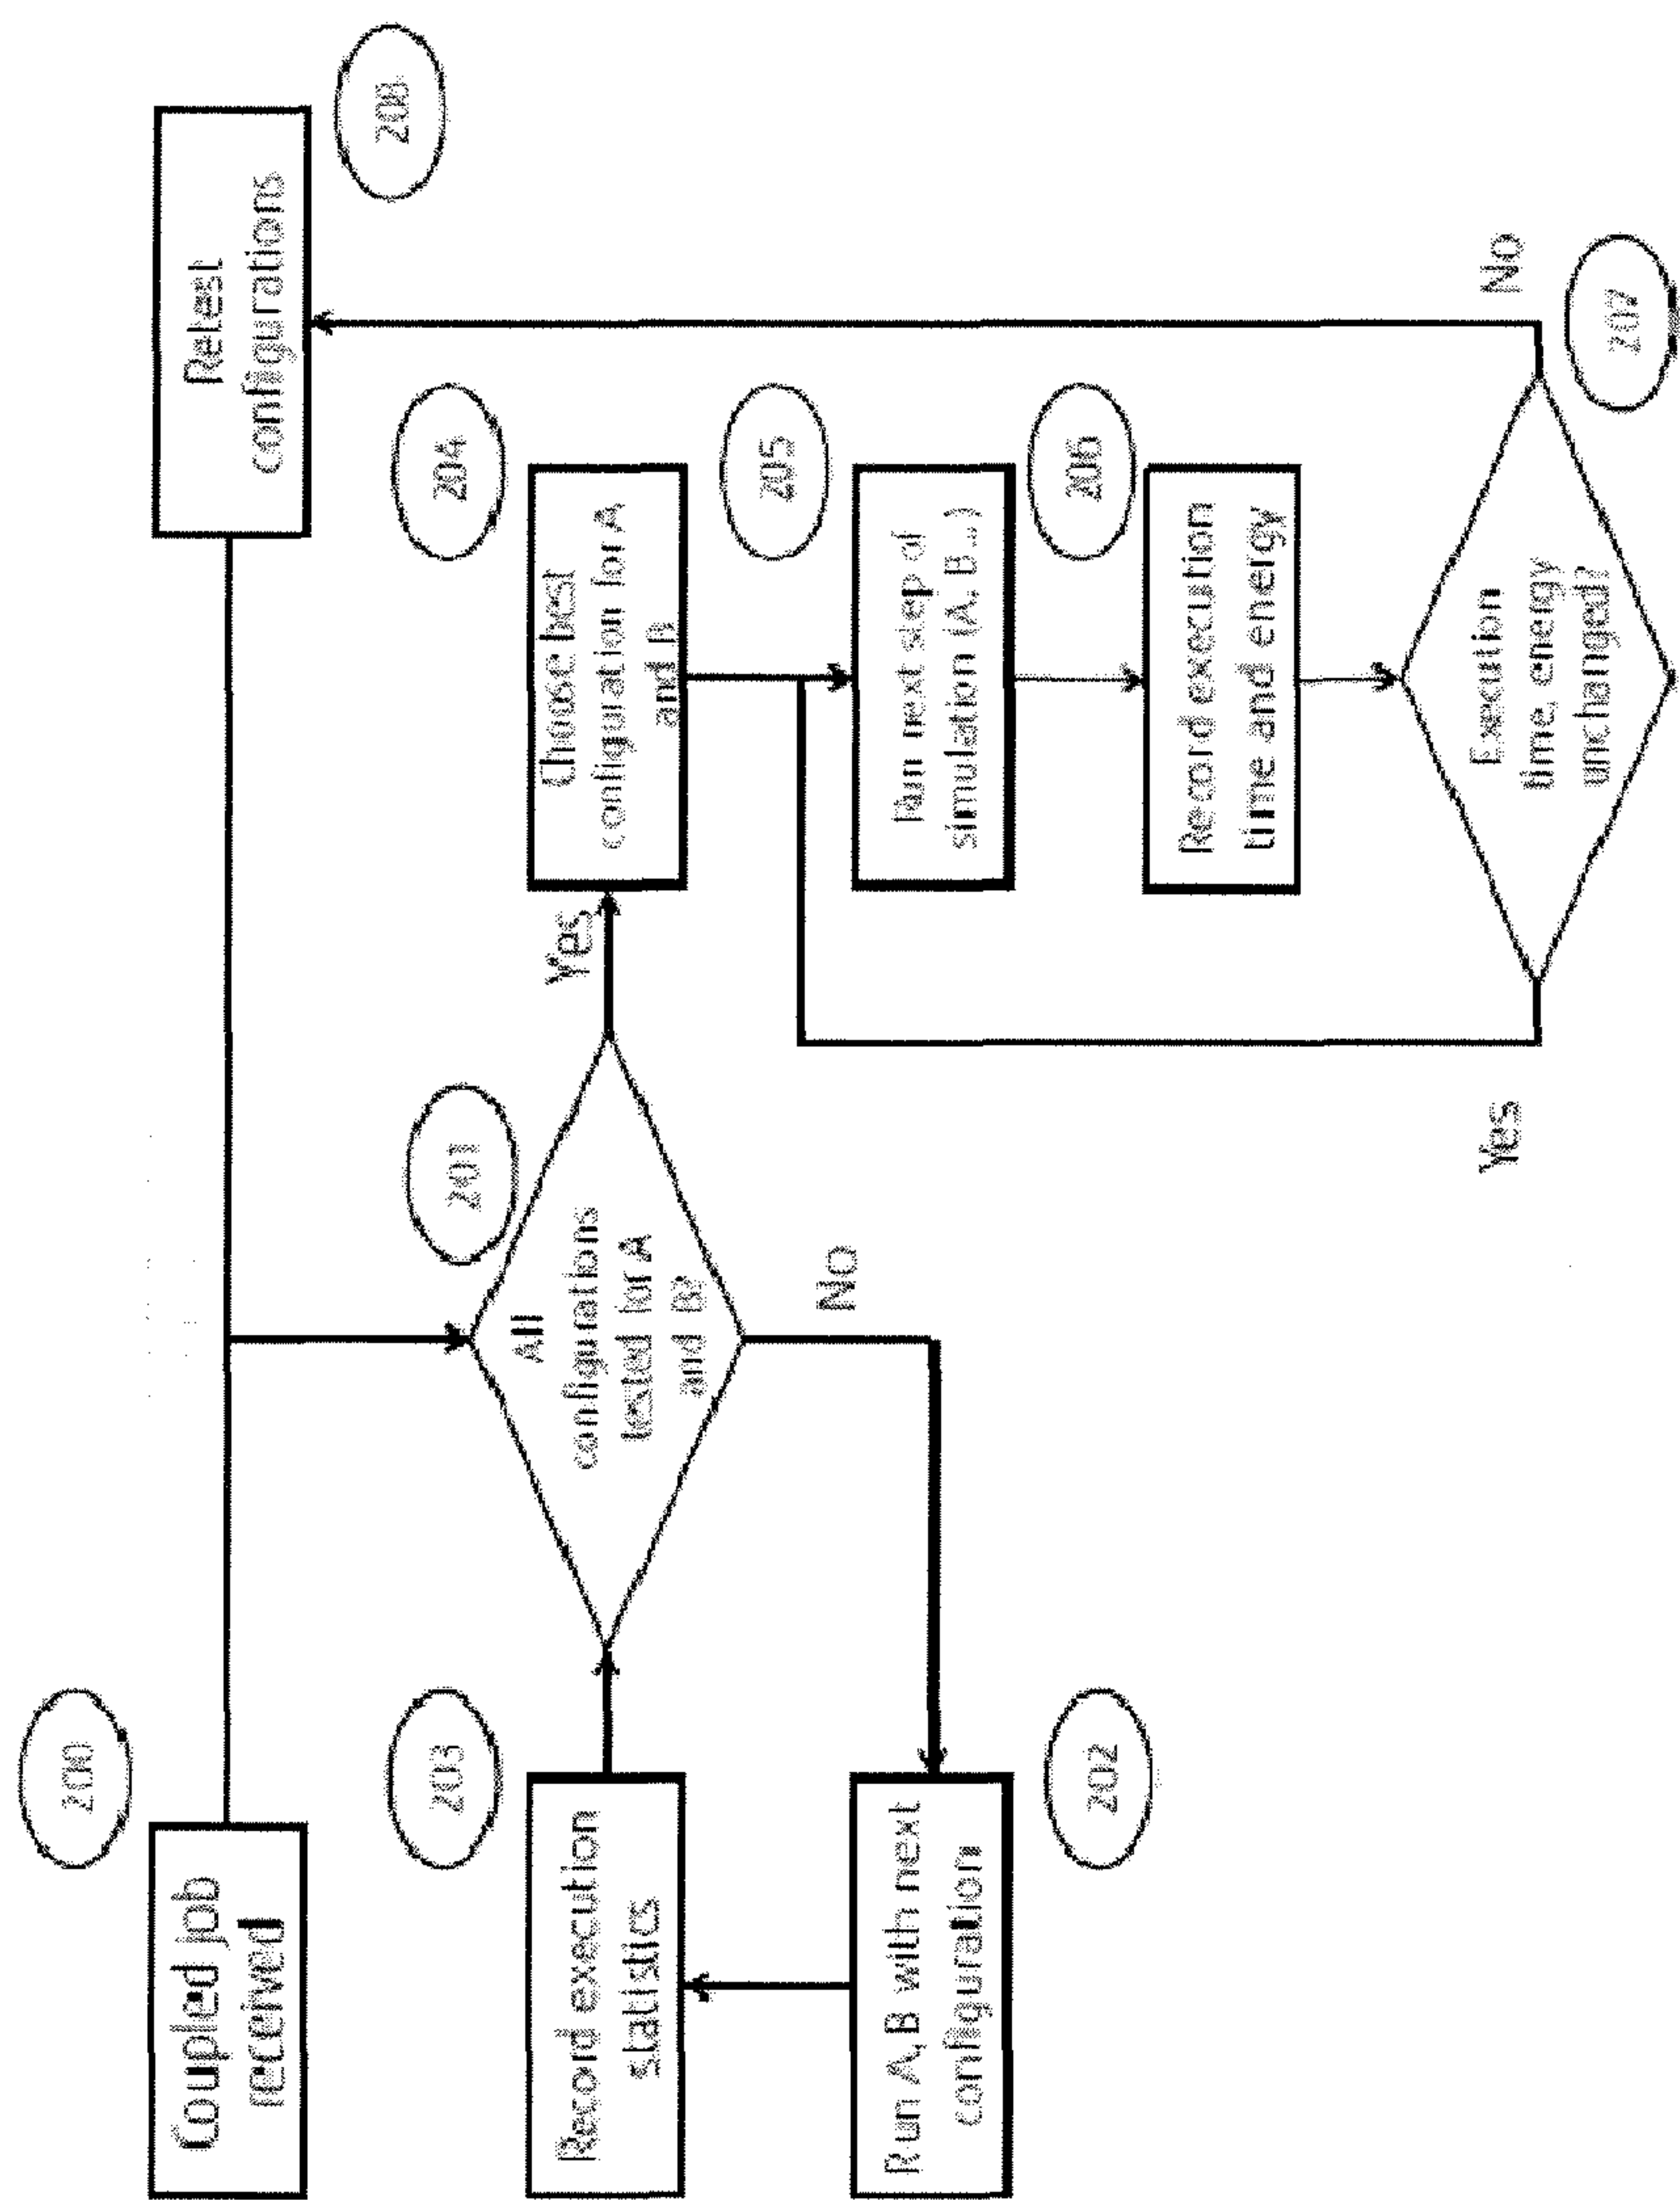 200
Coupled job
received
Retest
configurations
208
203
Record execution
statistics
201
All
configurations
tested for A
and B?
Yes
204
Choose best
configuration for A
and B
No
202
Run A, B with next
configuration
205
Run next step of
simulation (A, B...)
206
Record execution
time and energy
Yes
Execution
time, energy
unchanged?
No
207